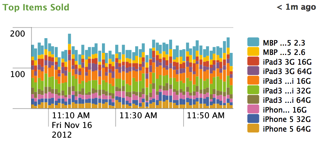 Top Items Sold
< 1m ago
200
100
11:10 AM
Fri Nov 16
2012
11:30 AM
11:50 AM
MBP ...5 2.3
MBP ...5 2.6
iPad3 3G 16G
iPad3 3G 64G
iPad3 ...i 16G
iPad3 ...i 32G
iPad3 ...i 64G
iPhon... 16G
iPhone 5 32G
iPhone 5 64G